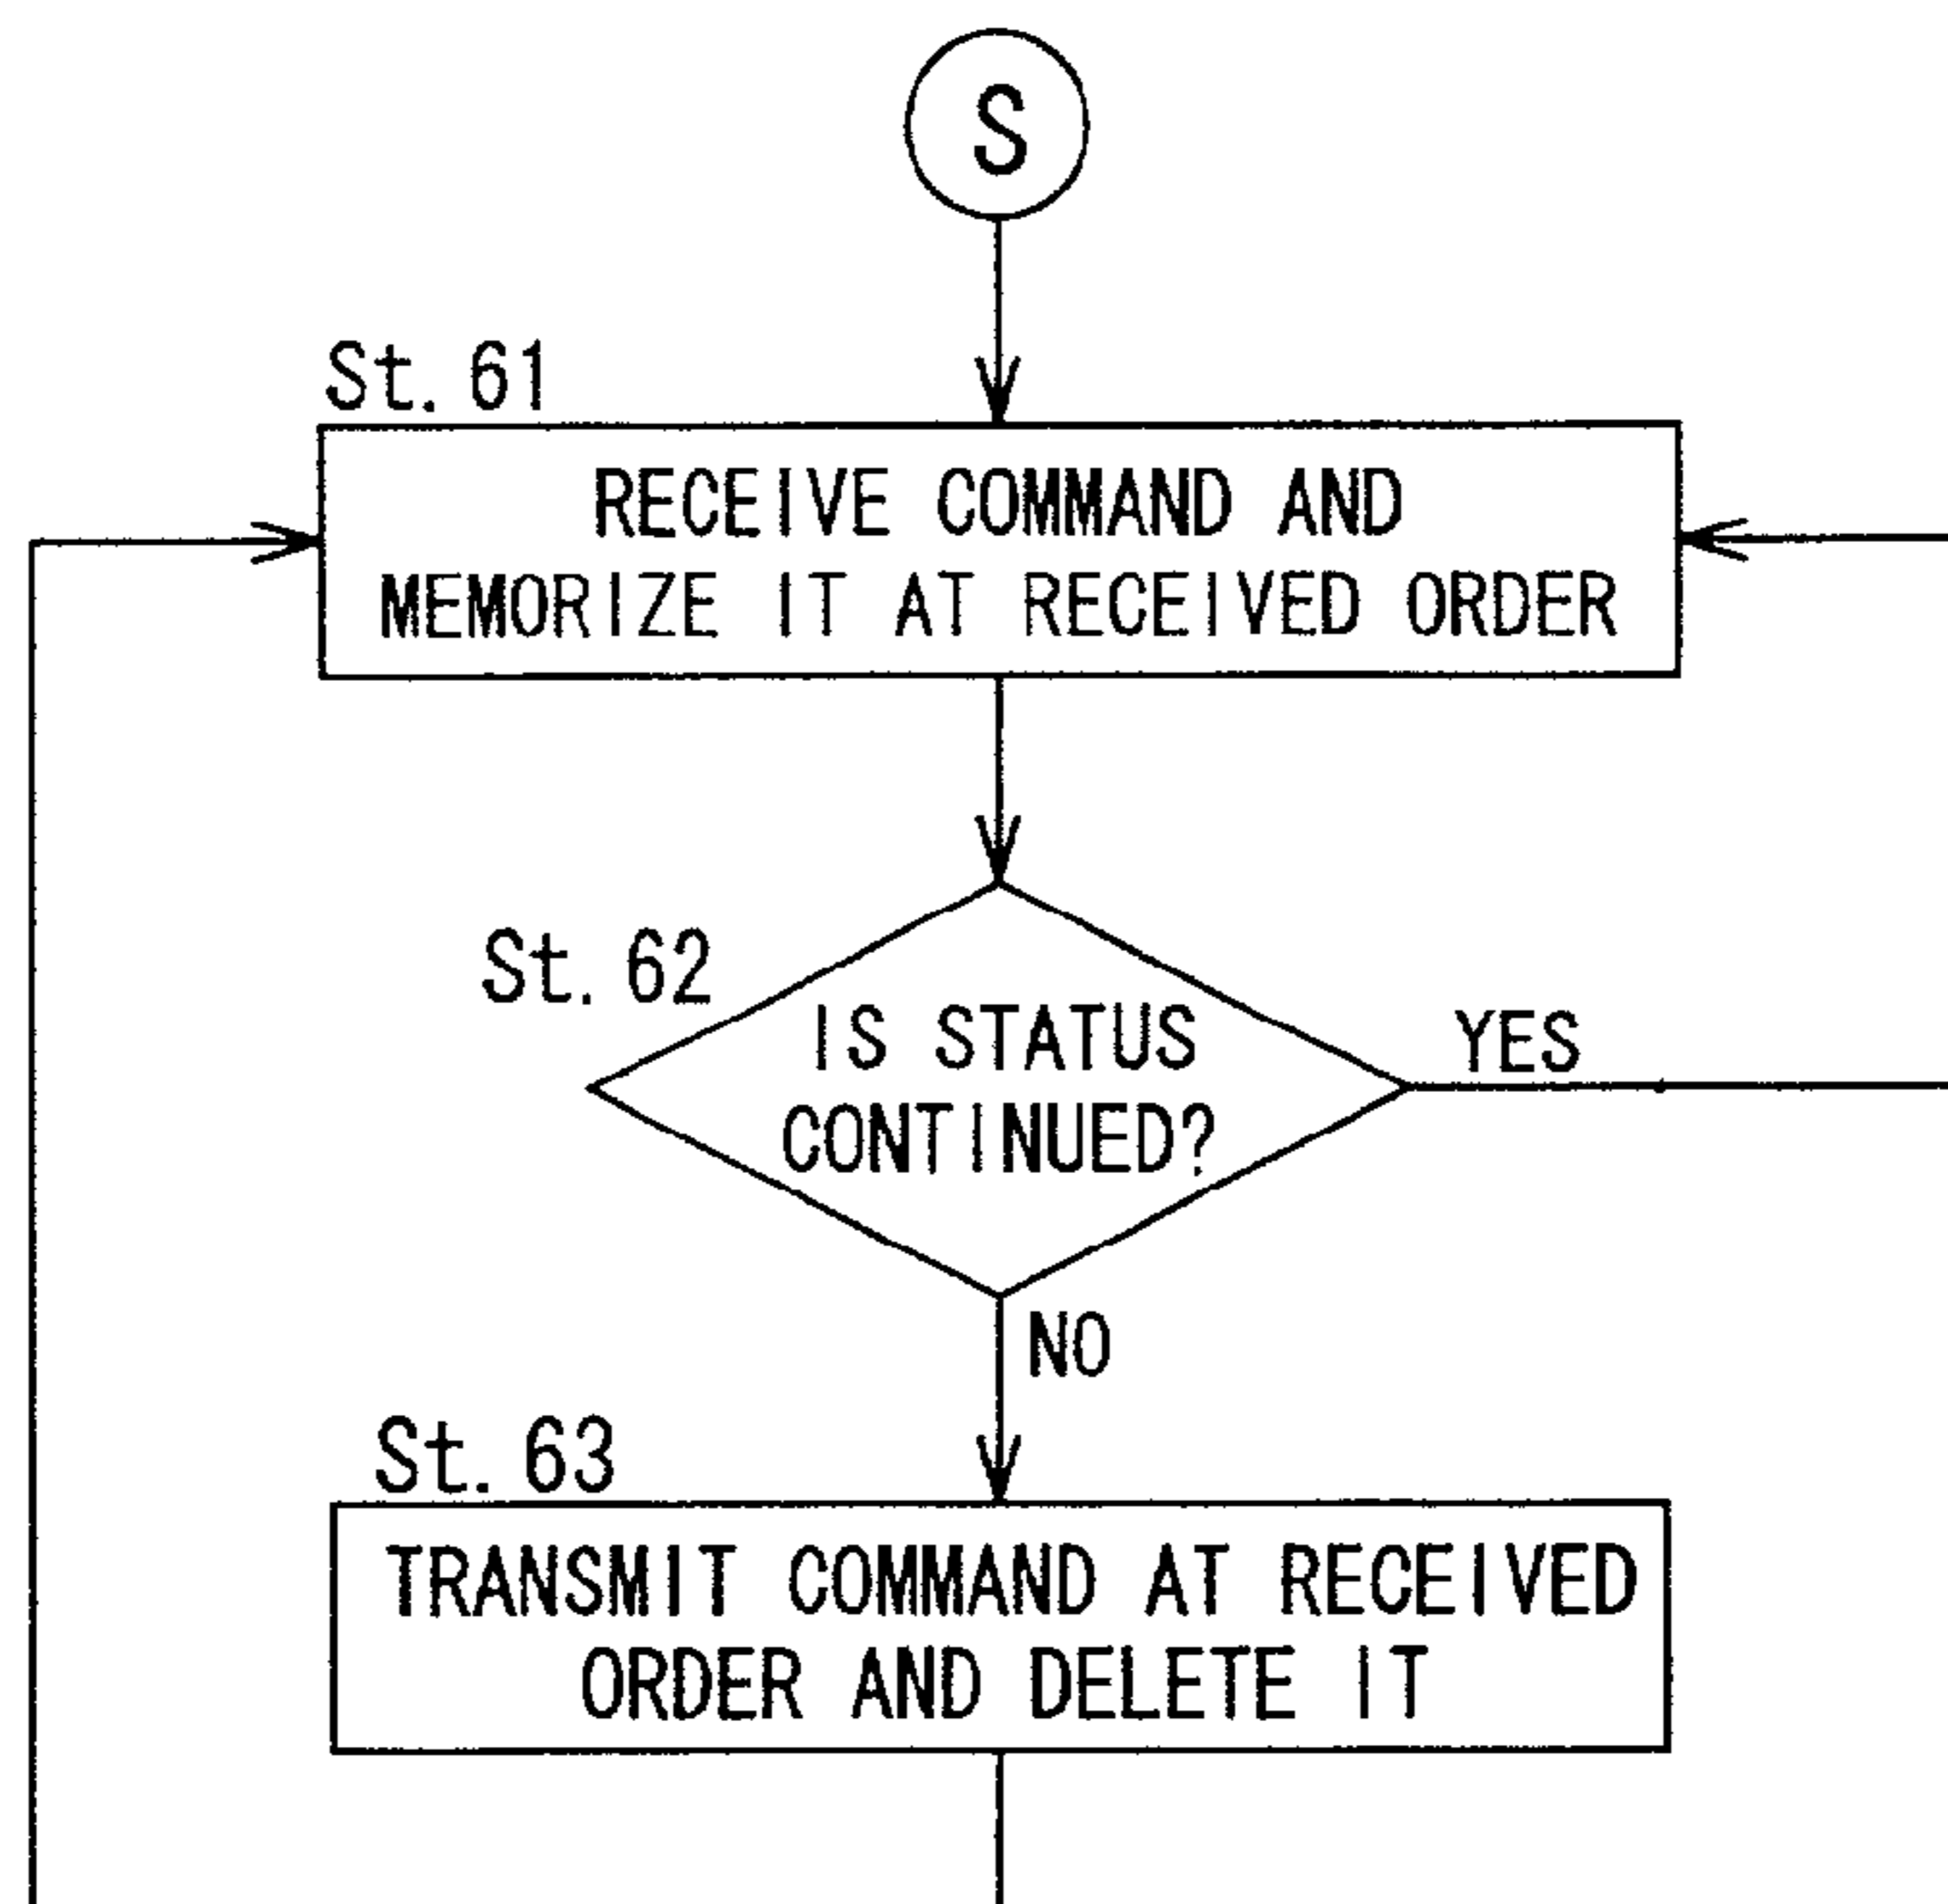 S
St. 61
RECEIVE COMMAND AND
MEMORIZE IT AT RECEIVED ORDER
St. 62
IS STATUS
CONTINUED?
YES
NO
St. 63
TRANSMIT COMMAND AT RECEIVED
ORDER AND DELETE IT